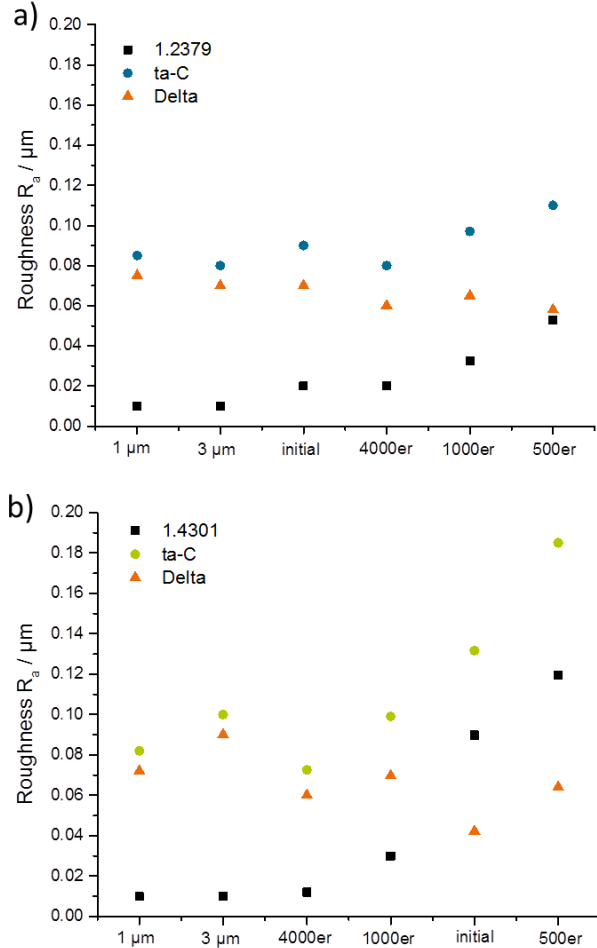 a)
0.20
0.18
0.16
0.14
0.12
0.10
0.08
0.06
0.04
0.02
0.00
Roughness Rₐ / µm
1.2379
ta-C
Delta
1 µm 3 µm initial 4000er 1000er 500er
b)
0.20
0.18
0.16
0.14
0.12
0.10
0.08
0.06
0.04
0.02
0.00
Roughness Rₐ / µm
1.4301
ta-C
Delta
1 µm 3 µm 4000er 1000er initial 500er